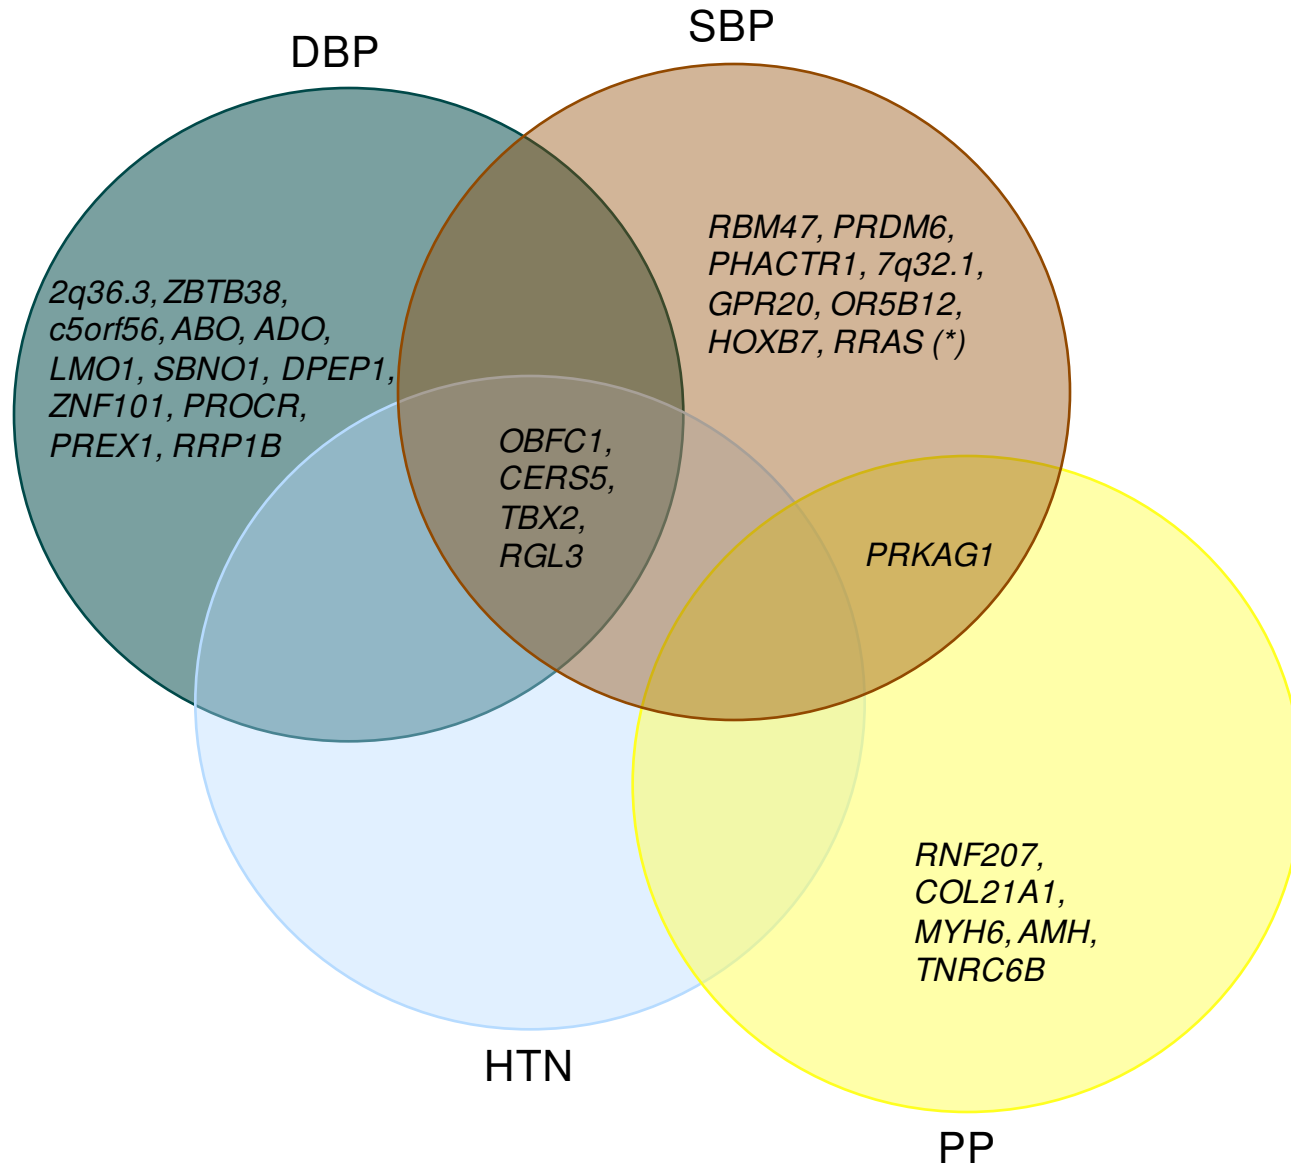 SBP
DBP
RBM47, PRDM6,
PHACTR1, 7q32.1,
GPR20, OR5B12,
HOXB7, RRAS (*)
2q36.3, ZBTB38,
c5orf56, ABO, ADO,
LMO1, SBNO1, DPEP1,
ZNF101, PROCR,
PREX1, RRP1B
OBFC1,
CERS5,
TBX2,
RGL3
PRKAG1
RNF207,
COL21A1,
MYH6, AMH,
TNRC6B
HTN
PP